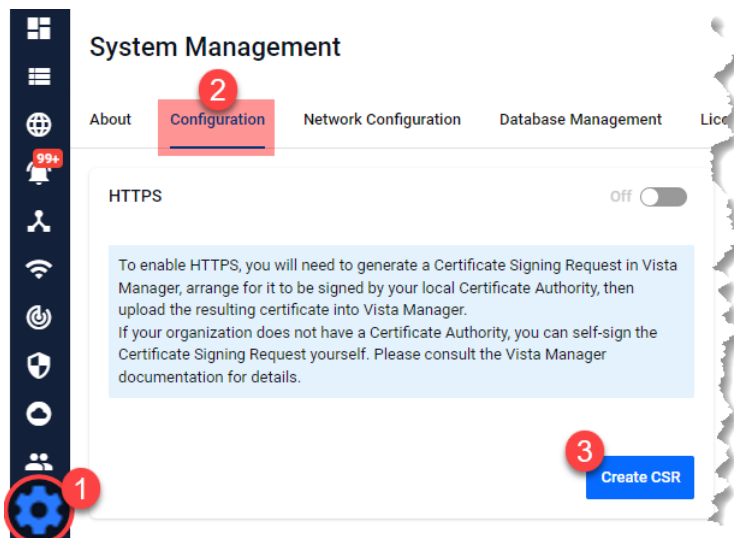 System Management
2
About Configuration Network Configuration Database Management Lice
99+
HTTPS Off
To enable HTTPS, you will need to generate a Certificate Signing Request in Vista
Manager, arrange for it to be signed by your local Certificate Authority, then
upload the resulting certificate into Vista Manager.
If your organization does not have a Certificate Authority, you can self-sign the
Certificate Signing Request yourself. Please consult the Vista Manager
documentation for details.
3
Create CSR
1